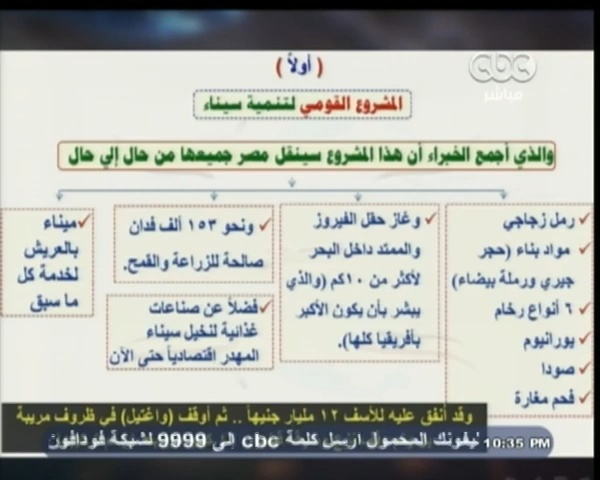 ( أولاً )
cbc
مباشر
المشروع القومي لتنمية سيناء
والذي أجمع الخبراء أن هذا المشروع سينقل مصر جميعها من حال إلي حال
رمل زجاجي
مواد بناء (حجر
جيري ورملة بيضاء)
٦ أنواع رخام
يورانيوم
صودا
فحم مغارة
وغاز حقل الفيروز
والممتد داخل البحر
لأكثر من ١٠كم (والذي
يبشر بأن يكون الأكبر
بأفريقيا كلها).
ونحو ١٥٣ ألف فدان
صالحة للزراعة والقمح.
فضلاً عن صناعات
غذائية لنخيل سيناء
المهدر اقتصادياً حتى الآن
ميناء
بالعريش
لخدمة كل
ما سبق
وقد أنفق عليه للأسف ١٢ مليار جنيهاً .. ثم أوقف (واغتيل) في ظروف مريبة
المحمول ارسل كلمة cbc الى 9999 لشبكة فودافون
10:35 PM